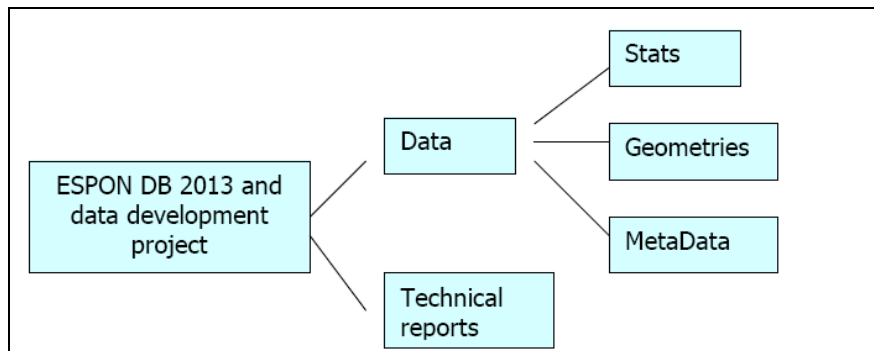 ESPON DB 2013 and
data development
project
Data
Technical
reports
Stats
Geometries
MetaData